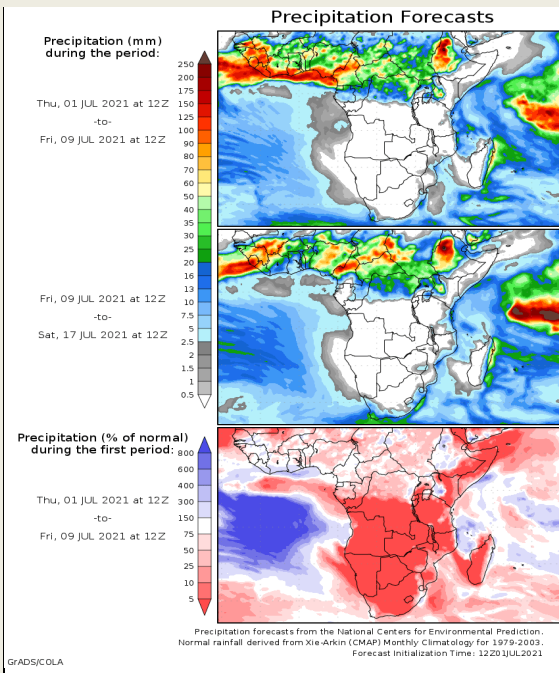 Precipitation Forecasts
Precipitation (mm)
during the period:
Thu, 01 JUL 2021 at 12Z
-to-
Fri, 09 JUL 2021 at 12Z
250
200
175
150
125
100
90
80
70
60
50
40
35
30
25
20
16
13
10
7.5
5
2.5
2
1.5
1
0.5
Fri, 09 JUL 2021 at 12Z
-to-
Sat, 17 JUL 2021 at 12Z
Precipitation (% of normal)
during the first period:
Thu, 01 JUL 2021 at 12Z
-to-
Fri, 09 JUL 2021 at 12Z
800
600
400
300
150
75
50
25
10
5
Precipitation forecasts from the National Centers for Environmental Prediction.
Normal rainfall derived from Xie-Arkin (CMAP) Monthly Climatology for 1979-2003.
Forecast Initialization Time: 12Z01JUL2021
GrADS/COLA